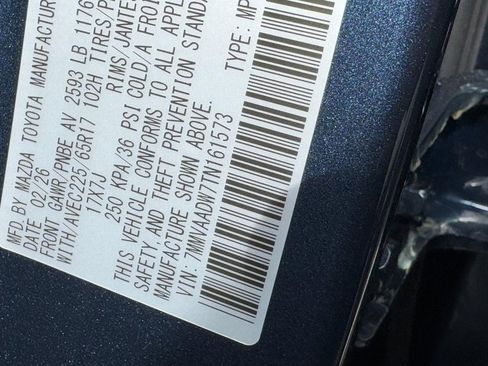 MFD. BY MAZDA TOYOTA MANUFACTUR
DATE: 02/26
FRONT GAWR/PNBE AV 2593 LB 1176
WITH/AVEC225/65R17 102H TIRES/P
17X7J RIMS/JANTE
250 KPA/36 PSI COLD/A FROI
THIS VEHICLE CONFORMS TO ALL APPL
SAFETY AND THEFT PREVENTION STANDA
MANUFACTURE SHOWN ABOVE.
VIN: 7MMVAADW7TN161573 TYPE: MP